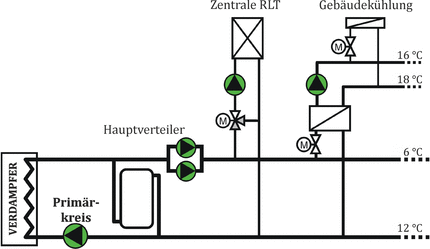 Zentrale RLT
Gebäudekühlung
M
16 °C
18 °C
M
Hauptverteiler
M
6 °C
VERDAMPFER
Primär-
kreis
12 °C